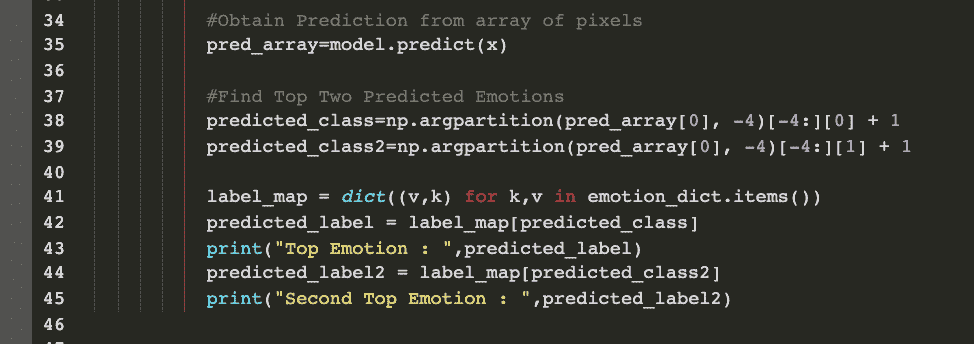 34 #Obtain Prediction from array of pixels
35 pred_array=model.predict(x)
36
37 #Find Top Two Predicted Emotions
38 predicted_class=np.argpartition(pred_array[0], -4)[-4:][0] + 1
39 predicted_class2=np.argpartition(pred_array[0], -4)[-4:][1] + 1
40
41 label_map = dict((v,k) for k,v in emotion_dict.items())
42 predicted_label = label_map[predicted_class]
43 print("Top Emotion : ",predicted_label)
44 predicted_label2 = label_map[predicted_class2]
45 print("Second Top Emotion : ",predicted_label2)
46